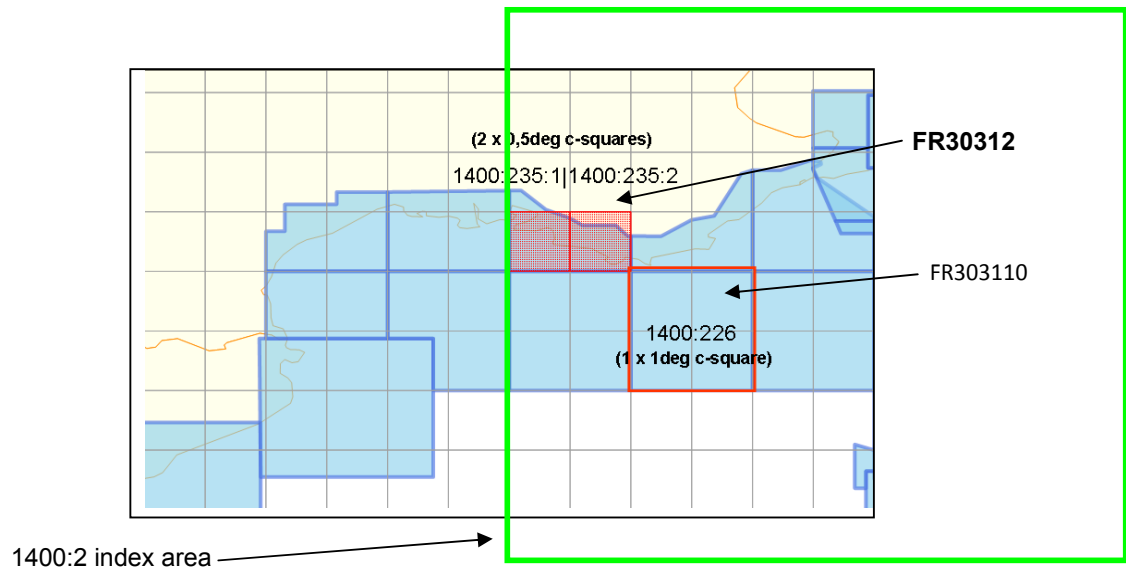 (2 x 0,5deg c-squares)
FR30312
1400:235:1|1400:235:2
FR303110
1400:226
(1 x 1deg c-square)
1400:2 index area